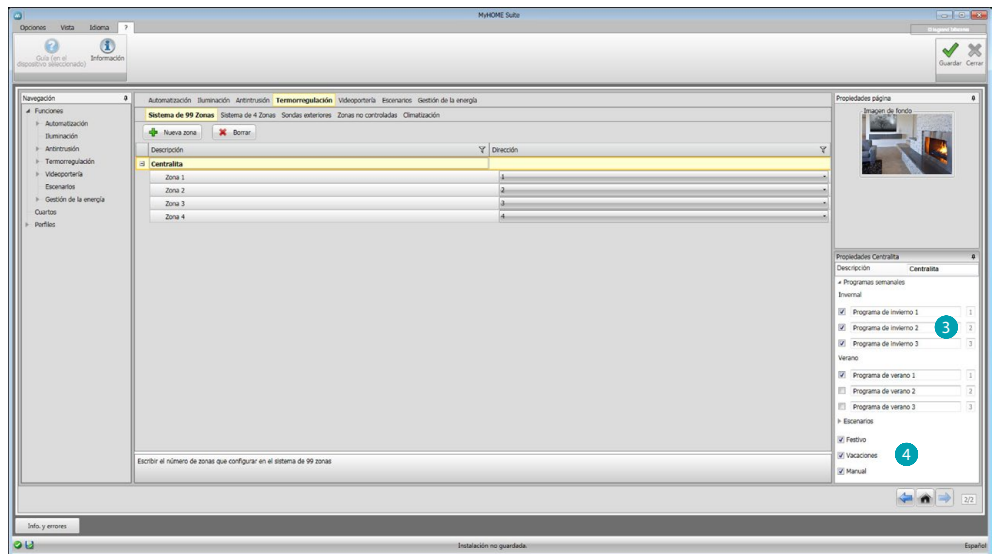 MyHOME Suite
Opciones Vista Idioma ?
Guía (en el dispositivo seleccionado)
Información
Guardar Cerrar
Navegación
Funciones
Automatización
Iluminación
Antintrusión
Termorregulación
Videoportería
Escenarios
Gestión de la energía
Cuartos
Perfiles
Automatización Iluminación Antintrusión Termorregulación Videoportería Escenarios Gestión de la energía
Sistema de 99 Zonas Sistema de 4 Zonas Sondas exteriores Zonas no controladas Climatización
Nueva zona Borrar
Descripción Dirección
Centralita
Zona 1 1
Zona 2 2
Zona 3 3
Zona 4 4
Escribir el número de zonas que configurar en el sistema de 99 zonas
Propiedades página
Imagen de fondo
Propiedades Centralita
Descripción Centralita
Programas semanales
Invernal
Programa de invierno 1 1
Programa de invierno 2 2
3
Programa de invierno 3 3
Verano
Programa de verano 1 1
Programa de verano 2 2
Programa de verano 3 3
Escenarios
Festivo
Vacaciones
4
Manual
2/2
Info. y errores
Instalación no guardada.
Español